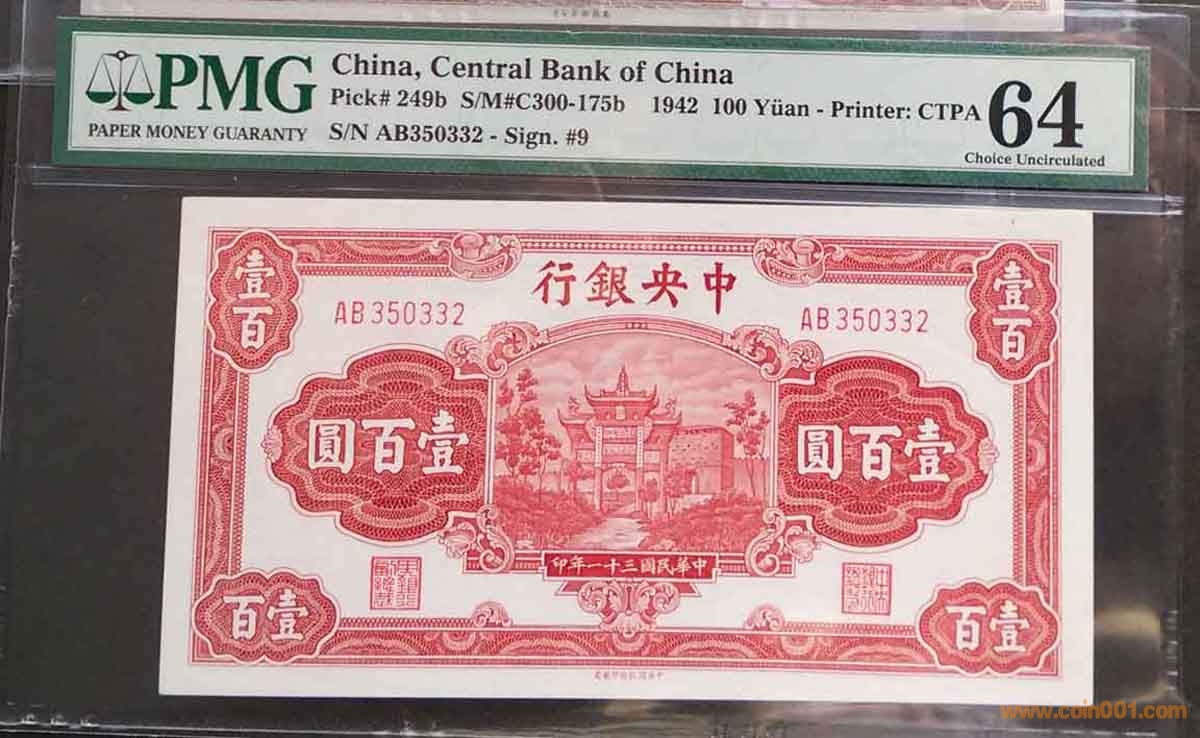 PMG
PAPER MONEY GUARANTY
China, Central Bank of China
Pick# 249b S/M#C300-175b 1942 100 Yüan - Printer: CTPA
S/N AB350332 - Sign. #9
64
Choice Uncirculated
行銀央中
壹百
壹百
AB350332
AB350332
圓百壹
圓百壹
印年一十三國民華中
百壹
百壹
www.coin001.com